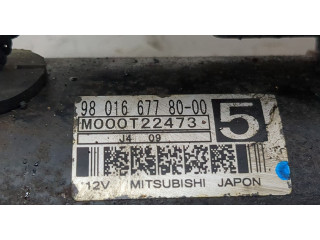 98 016 677 80-00
M000T22473
5
J4 09
12V MITSUBISHI JAPON